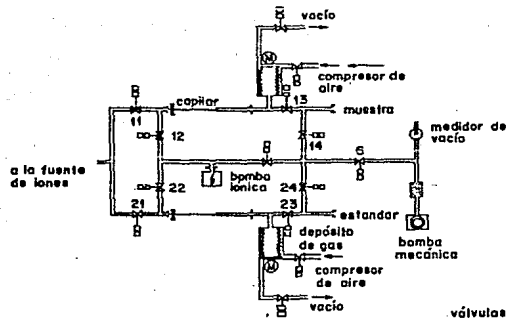 vacío
M
compresor de
aire
capilar
13
muestra
11
12
14
medidor de
vacío
a la fuente
de iones
bomba
ionica
6
22
24
21
23
estandar
depósito
de gas
bomba
mecánica
M
compresor
de aire
vacío
válvulas